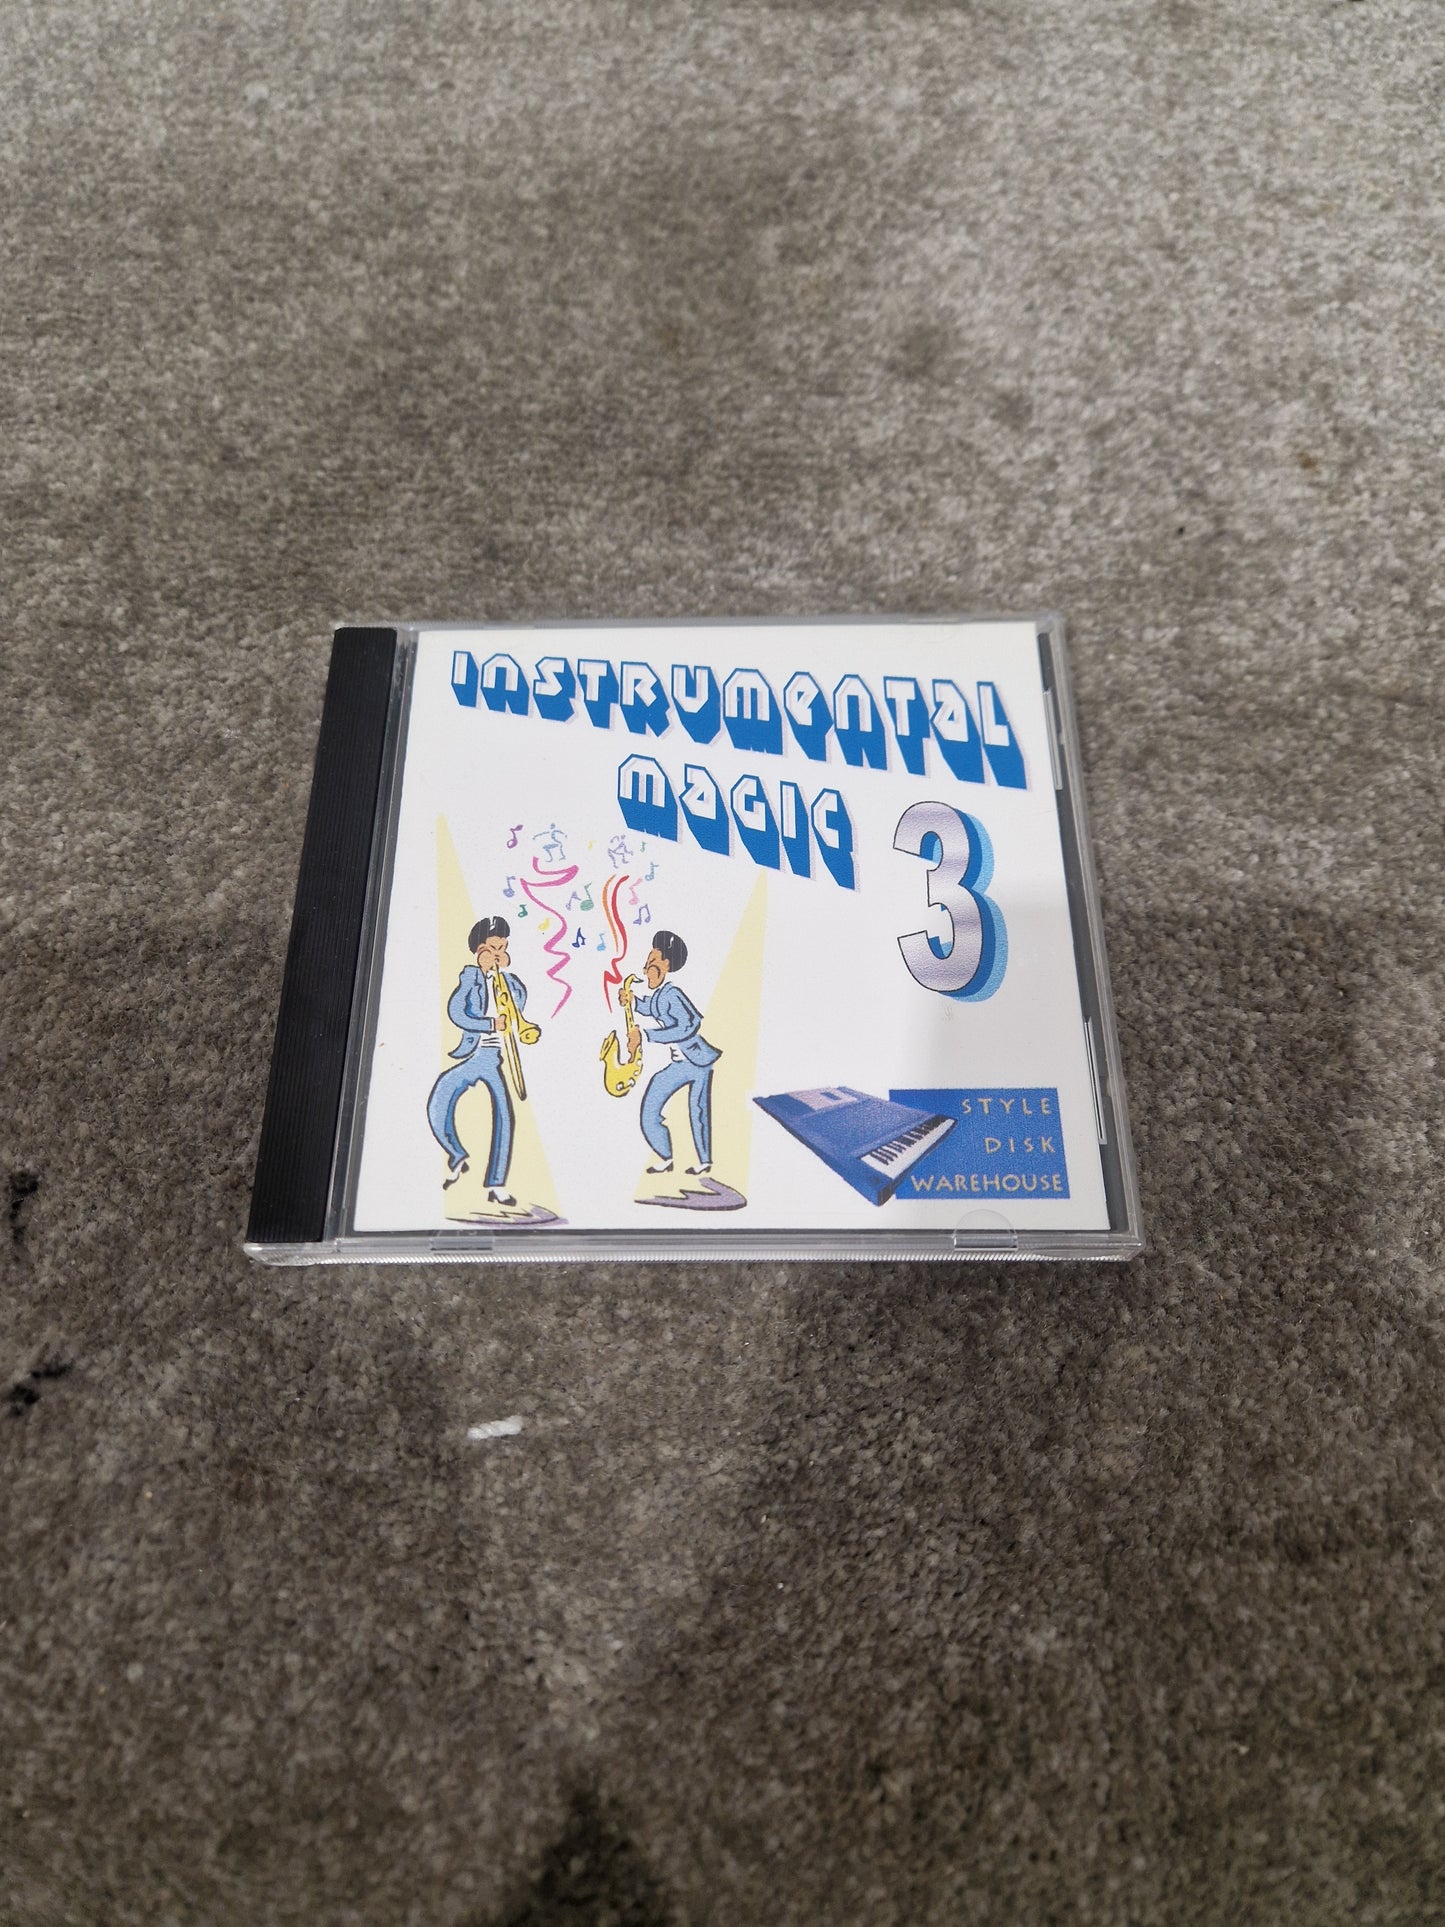 INSTRUMENTAL
MAGIC
3
STYLE
DISK
WAREHOUSE